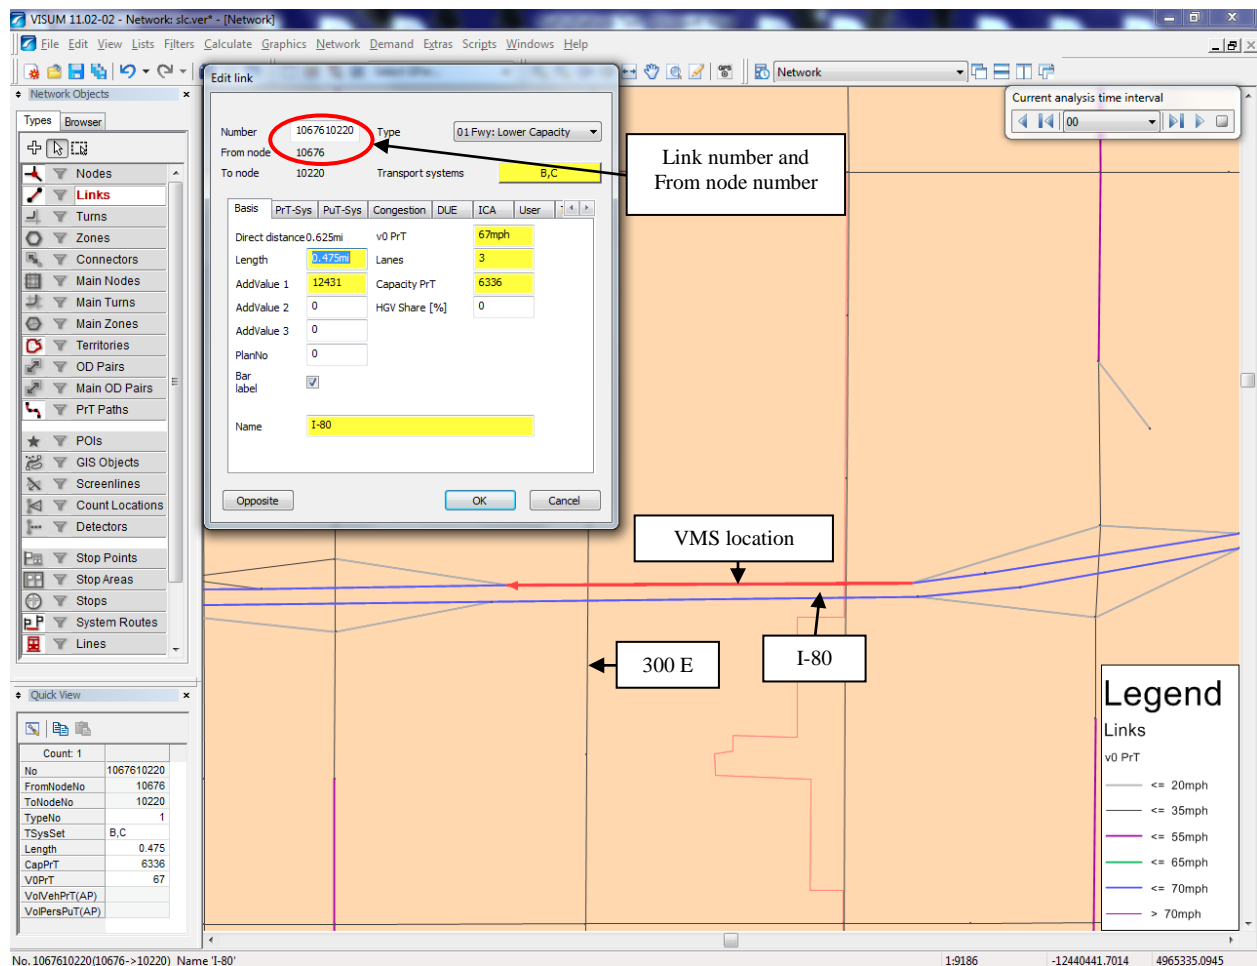 VISUM 11.02-02 - Network: slc.ver* - [Network]
File Edit View Lists Filters Calculate Graphics Network Demand Extras Scripts Windows Help
Network
Network Objects
Types Browser
Nodes
Links
Turns
Zones
Connectors
Main Nodes
Main Turns
Main Zones
Territories
OD Pairs
Main OD Pairs
PrT Paths
POIs
GIS Objects
Screenlines
Count Locations
Detectors
Stop Points
Stop Areas
Stops
System Routes
Lines
Quick View
Count: 1
No 1067610220
FromNodeNo 10676
ToNodeNo 10220
TypeNo 1
TSysSet B,C
Length 0.475
CapPrT 6336
V0PrT 67
VolVehPrT(AP)
VolPersPuT(AP)
Edit link
Number 1067610220 Type 01 Fwy: Lower Capacity
From node 10676
To node 10220 Transport systems B,C
Basis PrT-Sys PuT-Sys Congestion DUE ICA User
Direct distance 0.625mi v0 PrT 67mph
Length 0.475mi Lanes 3
AddValue 1 12431 Capacity PrT 6336
AddValue 2 0 HGV Share [%] 0
AddValue 3 0
PlanNo 0
Bar
label
Name I-80
Opposite OK Cancel
Link number and
From node number
Current analysis time interval
00
VMS location
I-80
300 E
Legend
Links
v0 PrT
<= 20mph
<= 35mph
<= 55mph
<= 65mph
<= 70mph
> 70mph
No. 1067610220(10676->10220) Name 'I-80' 1:9186 -12440441.7014 4965335.0945